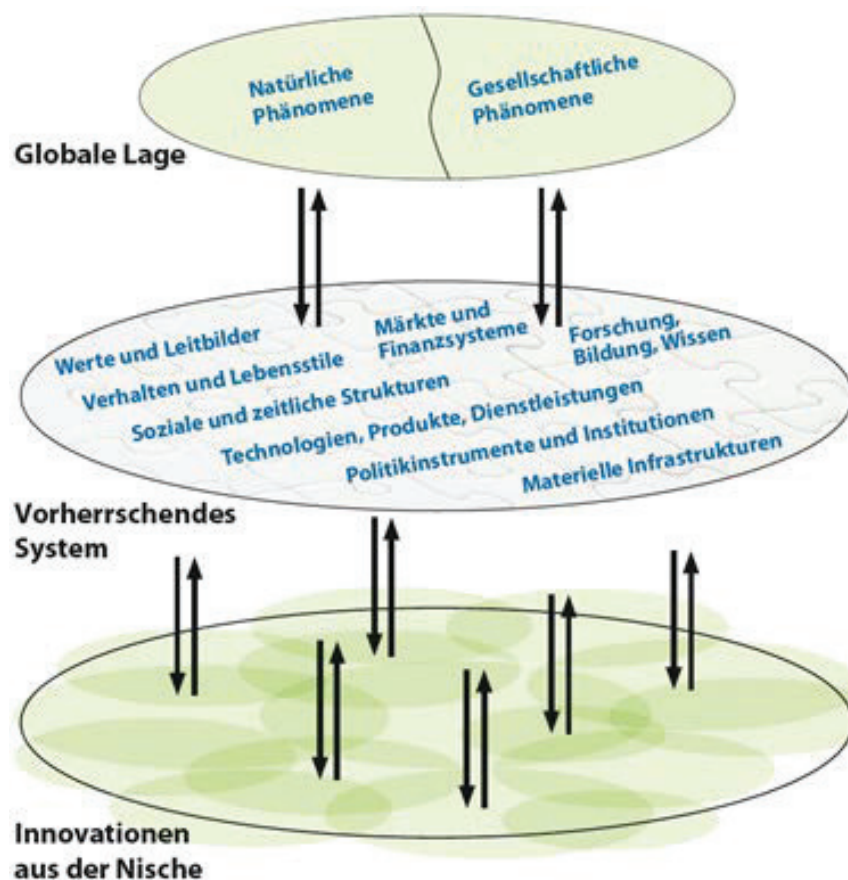 Natürliche
Phänomene
Gesellschaftliche
Phänomene
Globale Lage
Werte und Leitbilder
Märkte und
Finanzsysteme
Forschung,
Bildung, Wissen
Verhalten und Lebensstile
Soziale und zeitliche Strukturen
Technologien, Produkte, Dienstleistungen
Politikinstrumente und Institutionen
Materielle Infrastrukturen
Vorherrschendes
System
Innovationen
aus der Nische